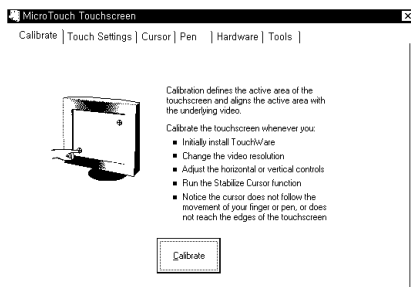 MicroTouch Touchscreen
Calibrate Touch Settings Cursor Pen Hardware Tools
Calibration defines the active area of the
touchscreen and aligns the active area with
the underlying video.
Calibrate the touchscreen whenever you:
■ Initially install TouchWare
■ Change the video resolution
■ Adjust the horizontal or vertical controls
■ Run the Stabilize Cursor function
■ Notice the cursor does not follow the
movement of your finger or pen, or does
not reach the edges of the touchscreen
Calibrate